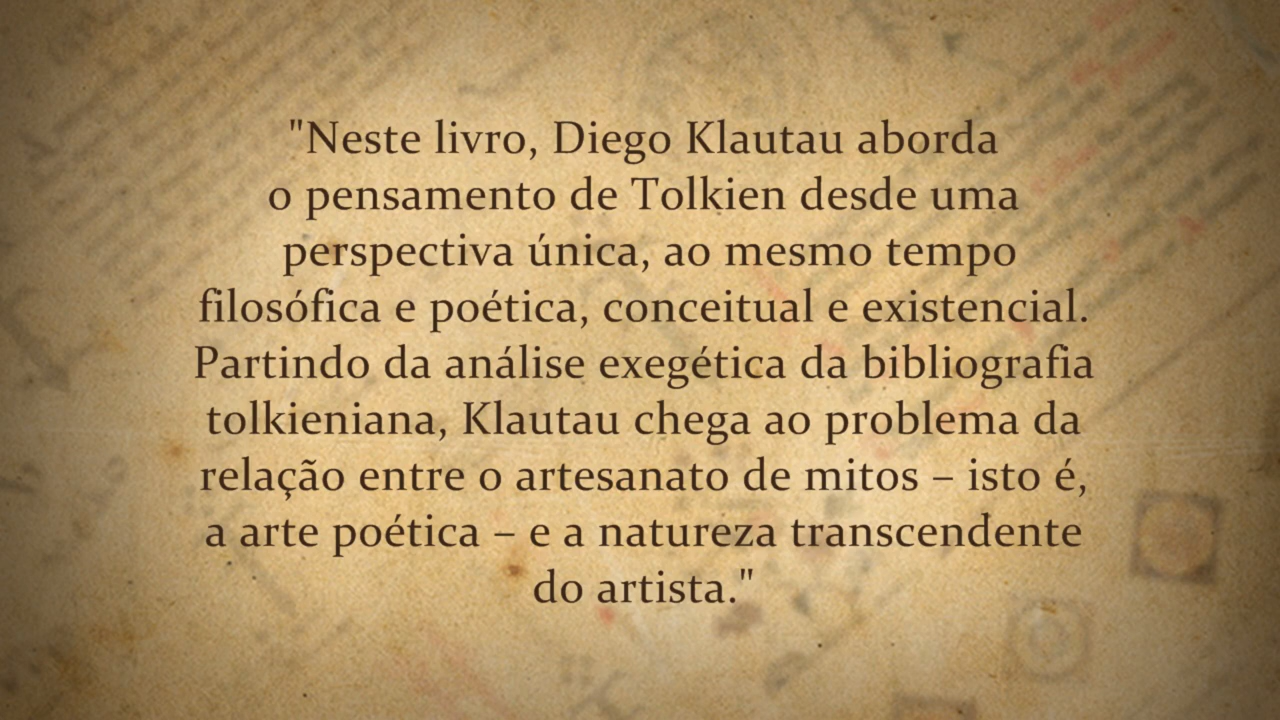 "Neste livro, Diego Klautau aborda
o pensamento de Tolkien desde uma
perspectiva única, ao mesmo tempo
filosófica e poética, conceitual e existencial.
Partindo da análise exegética da bibliografia
tolkieniana, Klautau chega ao problema da
relação entre o artesanato de mitos – isto é,
a arte poética – e a natureza transcendente
do artista."